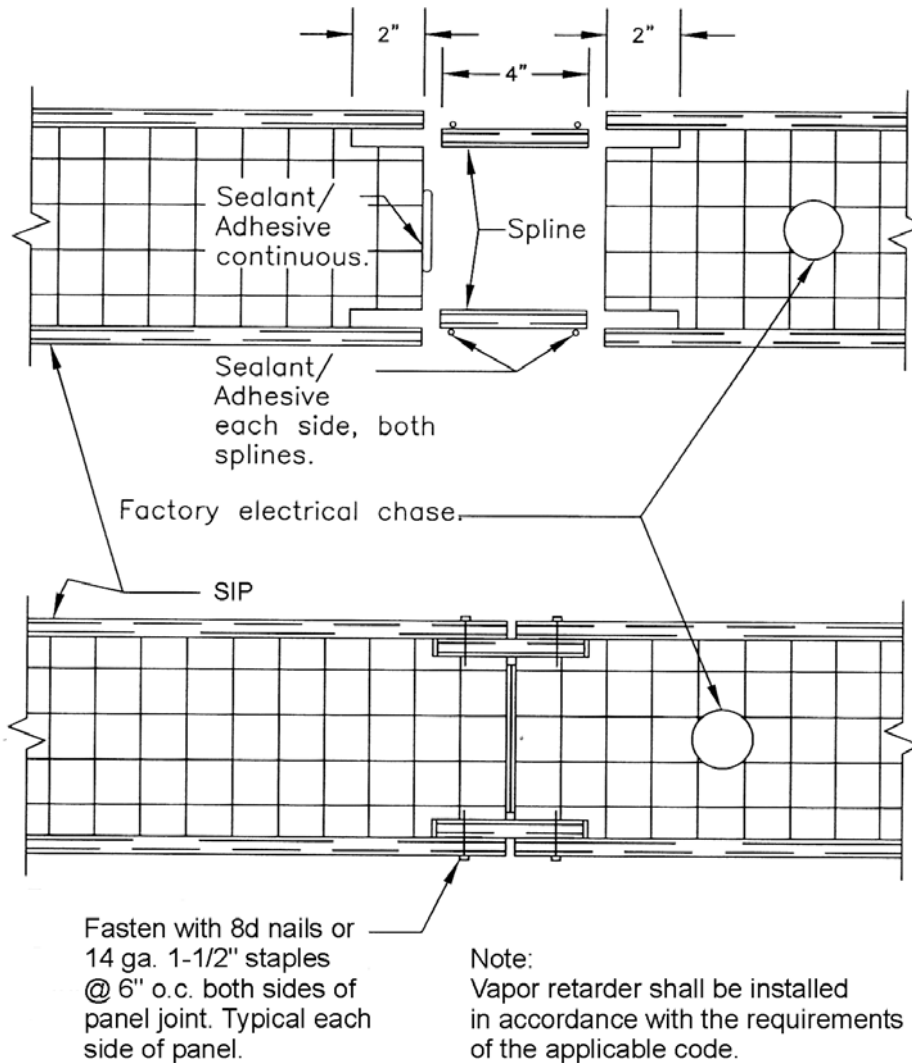 2"
2"
4"
Sealant/
Adhesive
continuous.
Spline
Sealant/
Adhesive
each side, both
splines.
Factory electrical chase.
SIP
Fasten with 8d nails or
14 ga. 1-1/2" staples
@ 6" o.c. both sides of
panel joint. Typical each
side of panel.
Note:
Vapor retarder shall be installed
in accordance with the requirements
of the applicable code.